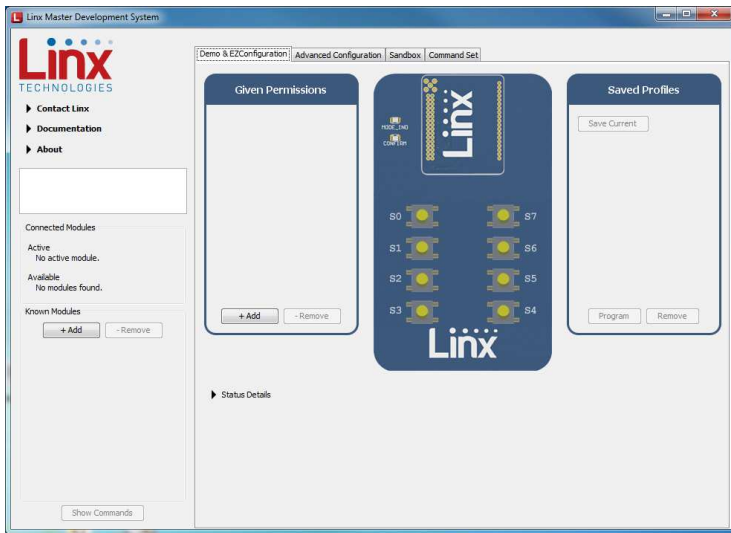 Linx Master Development System
Linx
TECHNOLOGIES
Contact Linx
Documentation
About
Connected Modules
Active
No active module.
Available
No modules found.
Known Modules
+ Add
- Remove
Show Commands
Demo & EZConfiguration
Advanced Configuration
Sandbox
Command Set
Given Permissions
+ Add
- Remove
MODE_IND
CONFIRM
Linx
S0
S7
S1
S6
S2
S5
S3
S4
Linx
Saved Profiles
Save Current
Program
Remove
Status Details